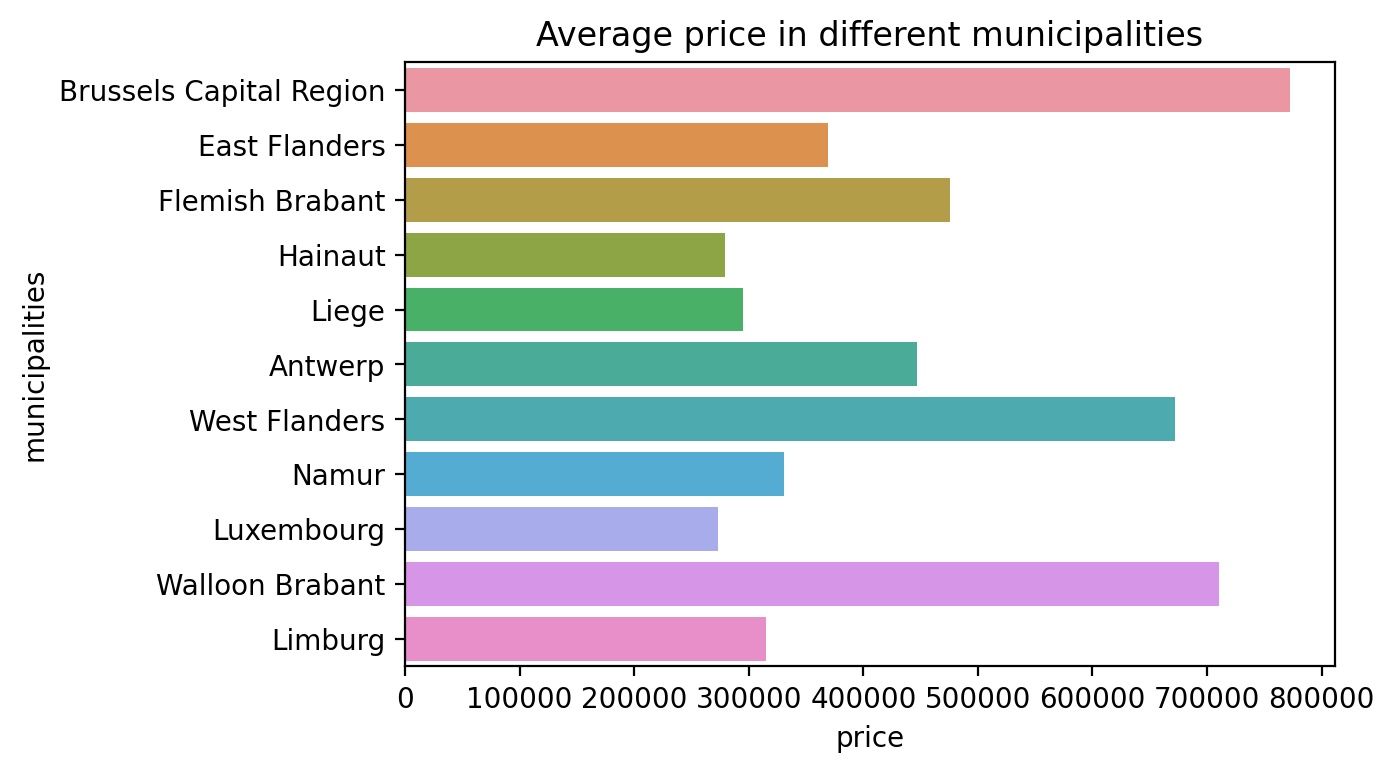 Average price in different municipalities
Brussels Capital Region
East Flanders
Flemish Brabant
Hainaut
Liege
Antwerp
West Flanders
Namur
Luxembourg
Walloon Brabant
Limburg
municipalities
0 100000 200000 300000 400000 500000 600000 700000 800000
price